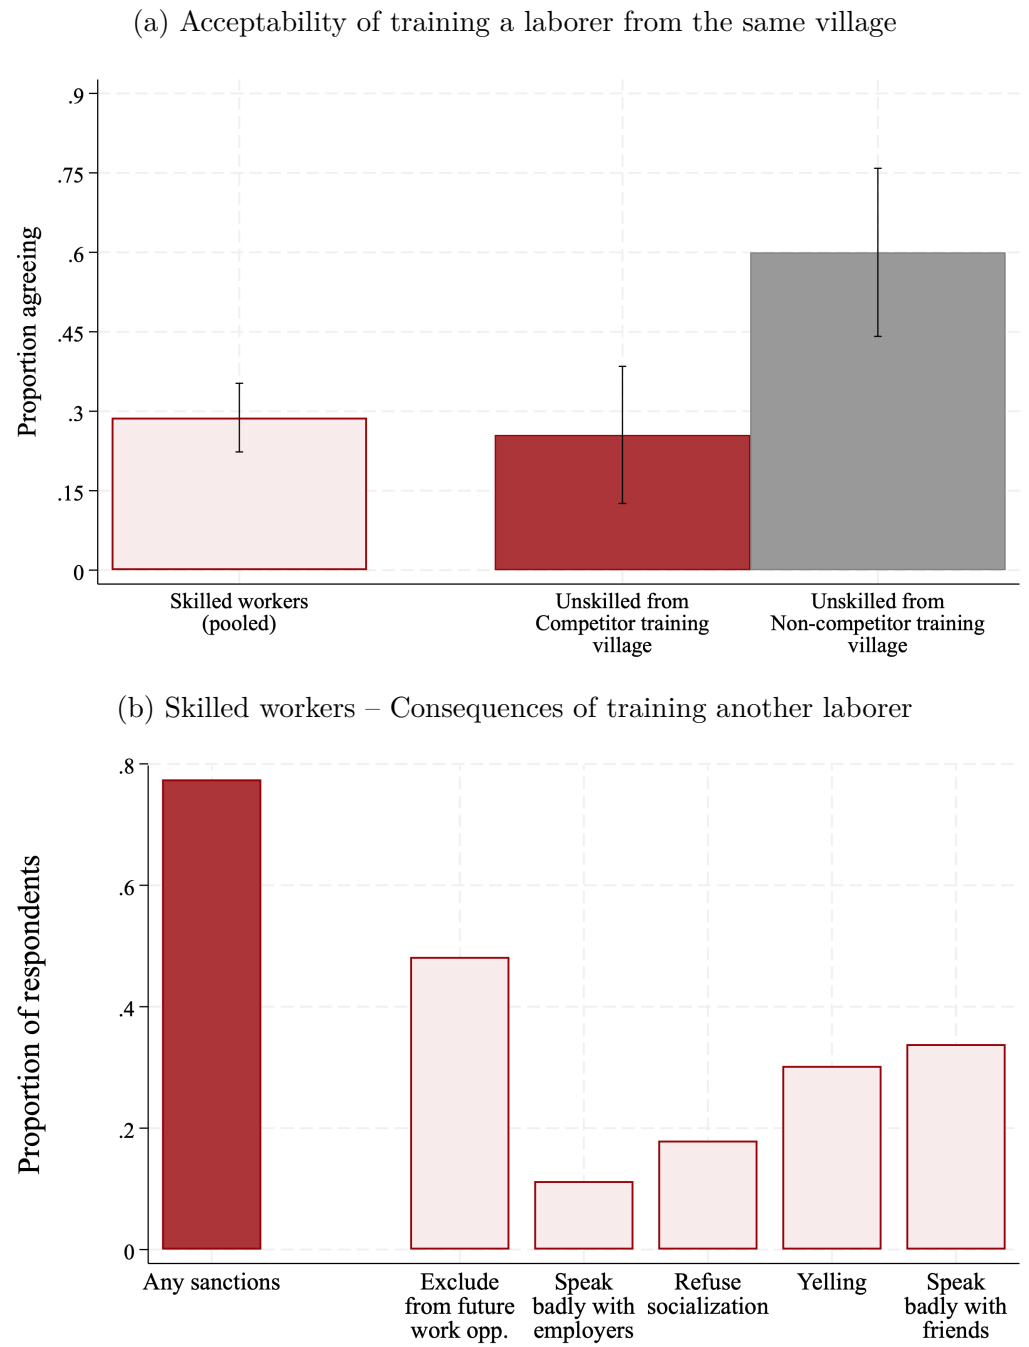 (a) Acceptability of training a laborer from the same village
Proportion agreeing
.9
.75
.6
.45
.3
.15
0
Skilled workers
(pooled)
Unskilled from
Competitor training
village
Unskilled from
Non-competitor training
village
(b) Skilled workers – Consequences of training another laborer
Proportion of respondents
.8
.6
.4
.2
0
Any sanctions
Exclude
from future
work opp.
Speak
badly with
employers
Refuse
socialization
Yelling
Speak
badly with
friends